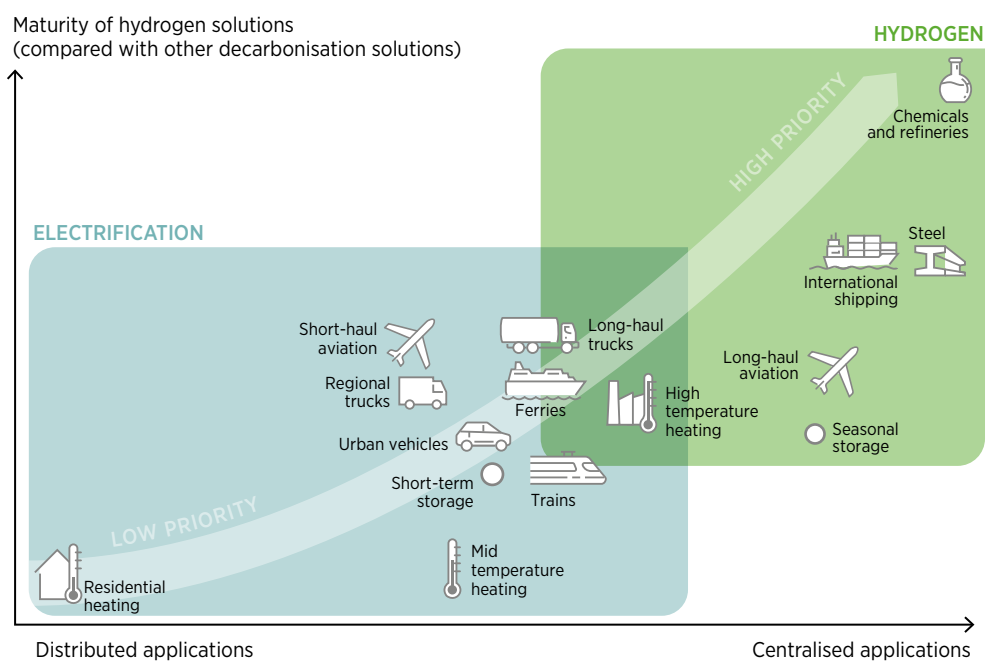 Maturity of hydrogen solutions
(compared with other decarbonisation solutions)
HYDROGEN
HIGH PRIORITY
Chemicals
and refineries
ELECTRIFICATION
Steel
International
shipping
Short-haul
aviation
Long-haul
trucks
Long-haul
aviation
Regional
trucks
Ferries
High
temperature
heating
Urban vehicles
Seasonal
storage
Short-term
storage
Trains
LOW PRIORITY
Mid
temperature
heating
Residential
heating
Distributed applications
Centralised applications